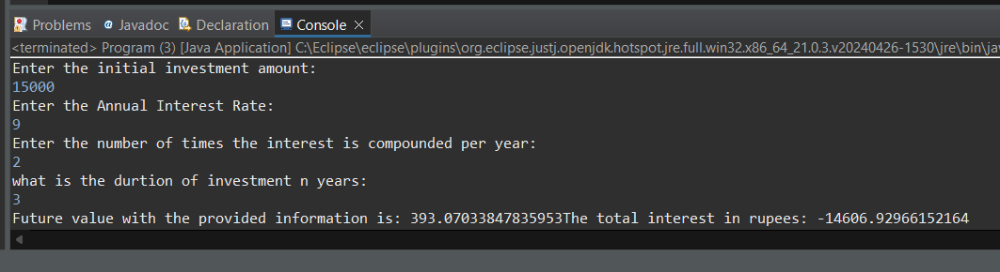 Problems @ Javadoc Declaration Console
<terminated> Program (3) [Java Application] C:\Eclipse\eclipse\plugins\org.eclipse.justj.openjdk.hotspot.jre.full.win32.x86_64_21.0.3.v20240426-1530\jre\bin\jav
Enter the initial investment amount:
15000
Enter the Annual Interest Rate:
9
Enter the number of times the interest is compounded per year:
2
what is the durtion of investment n years:
3
Future value with the provided information is: 393.07033847835953The total interest in rupees: -14606.92966152164